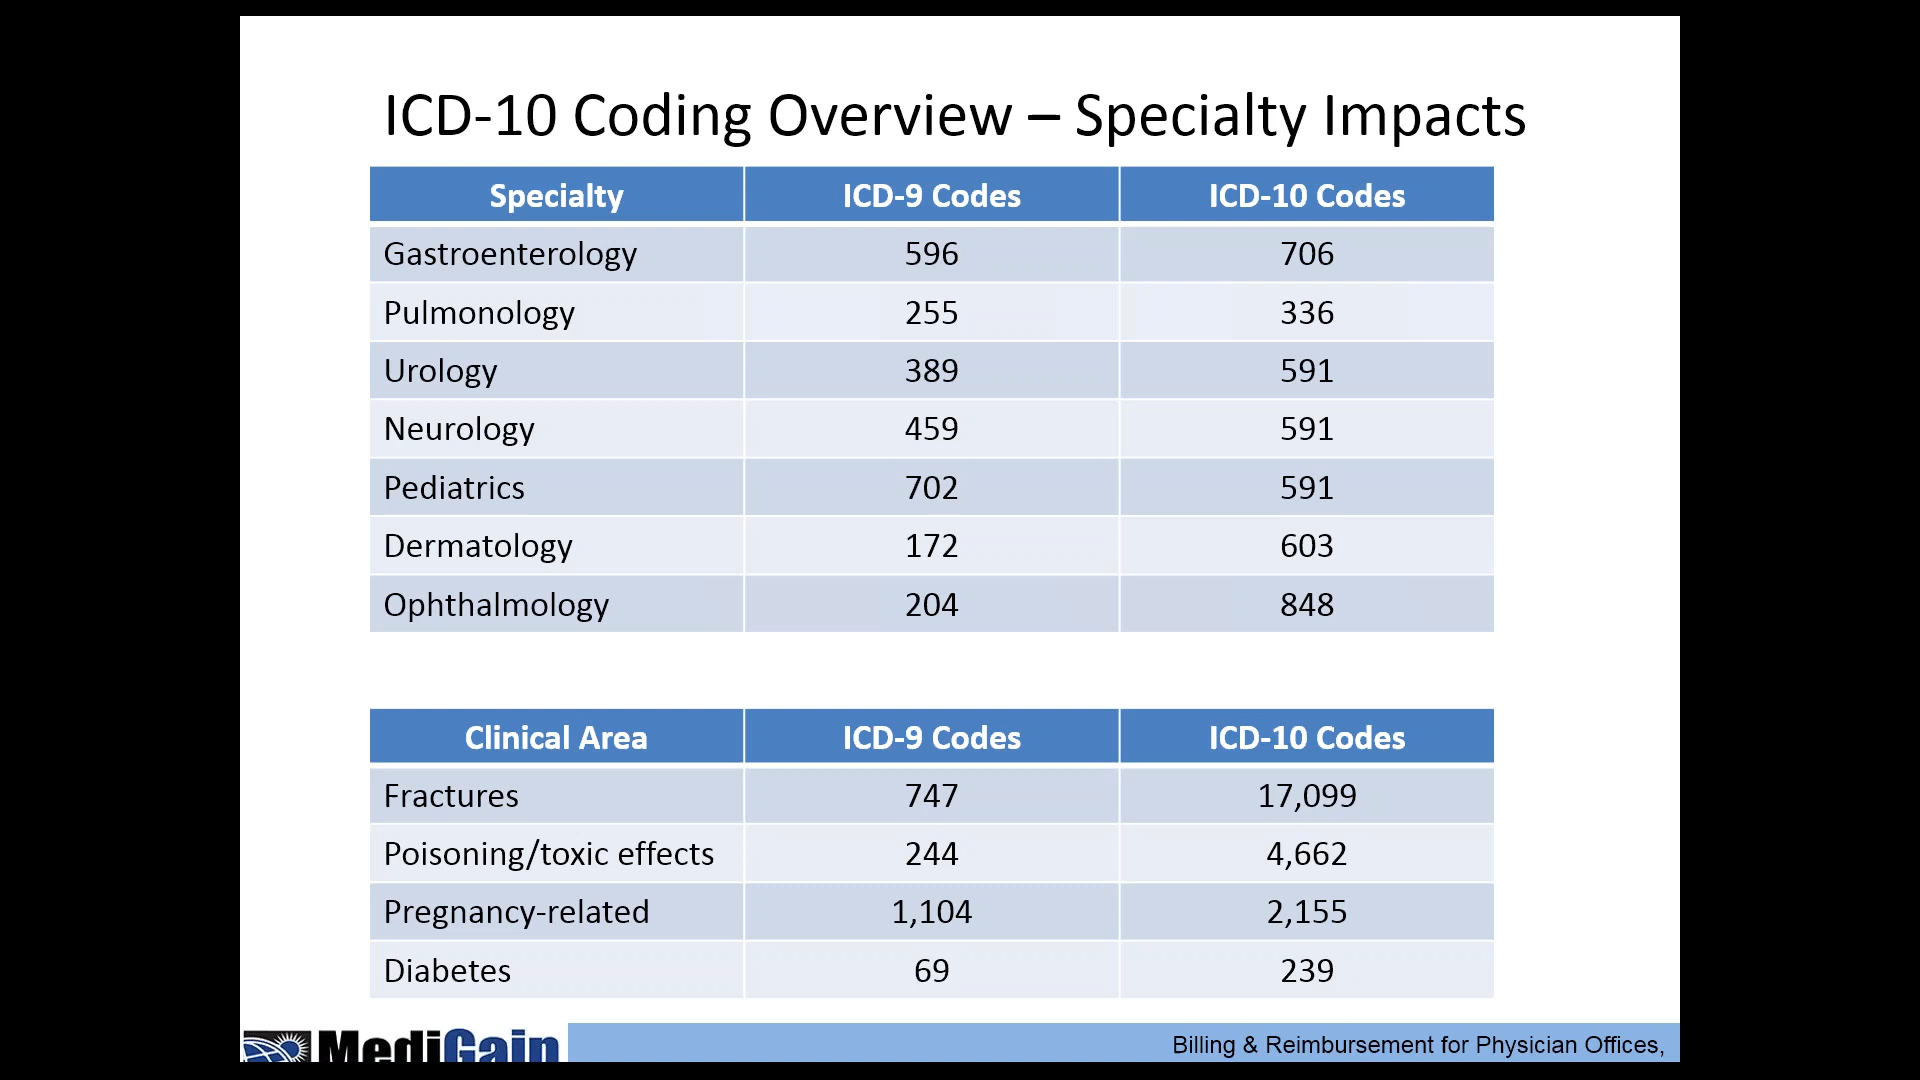 ICD-10 Coding Overview – Specialty Impacts
Specialty ICD-9 Codes ICD-10 Codes
Gastroenterology 596 706
Pulmonology 255 336
Urology 389 591
Neurology 459 591
Pediatrics 702 591
Dermatology 172 603
Ophthalmology 204 848
Clinical Area ICD-9 Codes ICD-10 Codes
Fractures 747 17,099
Poisoning/toxic effects 244 4,662
Pregnancy-related 1,104 2,155
Diabetes 69 239
MediGain
Billing & Reimbursement for Physician Offices,